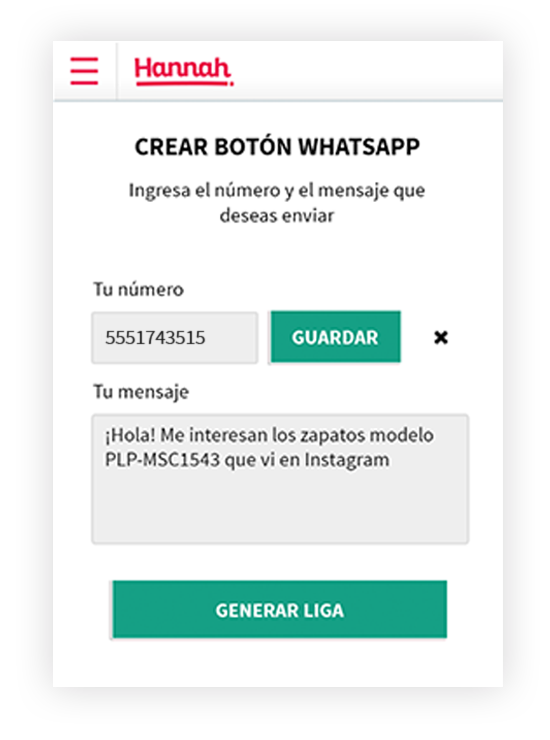 Hannah.
CREAR BOTÓN WHATSAPP
Ingresa el número y el mensaje que
deseas enviar
Tu número
5551743515
GUARDAR
Tu mensaje
¡Hola! Me interesan los zapatos modelo
PLP-MSC1543 que vi en Instagram
GENERAR LIGA